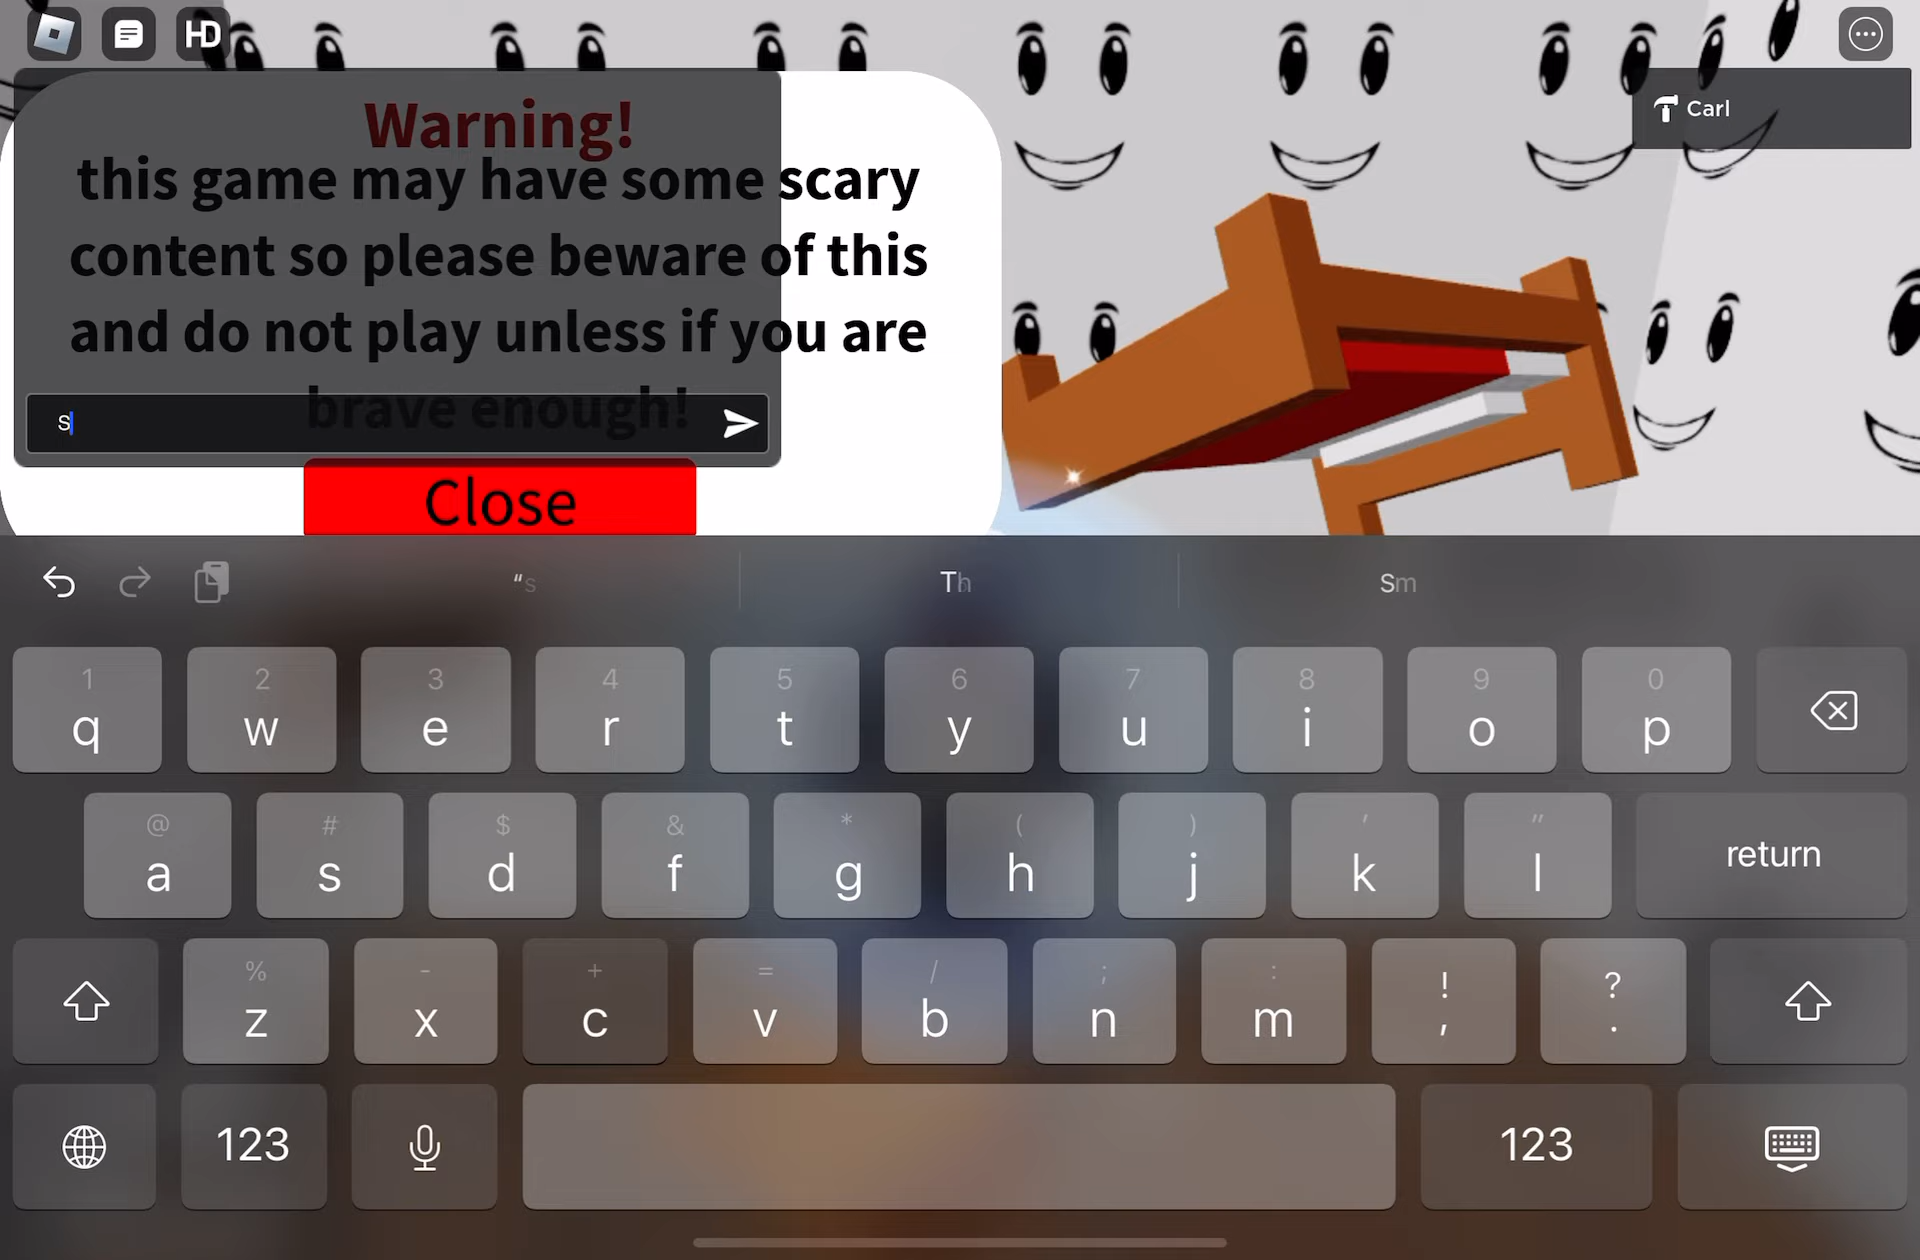 HD
Carl
Warning!
this game may have some scary
content so please beware of this
and do not play unless if you are
brave enough!
s
Close
“s
Th
Sm
1 2 3 4 5 6 7 8 9 0
q w e r t y u i o p
@ # $ & * ( ) ' "
a s d f g h j k l return
% - + = / ; : ! ?
z x c v b n m , .
123 123